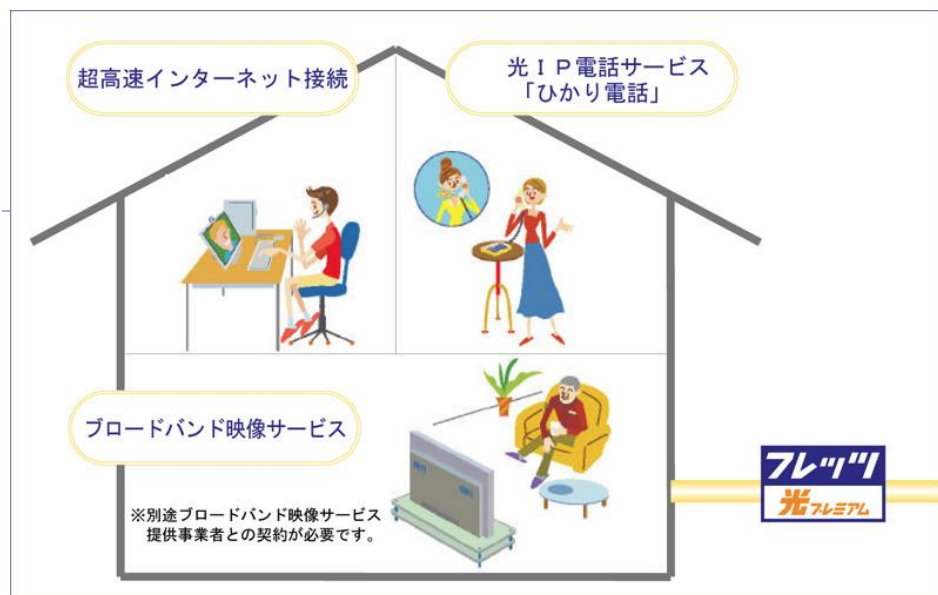 超高速インターネット接続
光ＩＰ電話サービス
「ひかり電話」
ブロードバンド映像サービス
※別途ブロードバンド映像サービス
提供事業者との契約が必要です。
フレッツ
光プレミアム